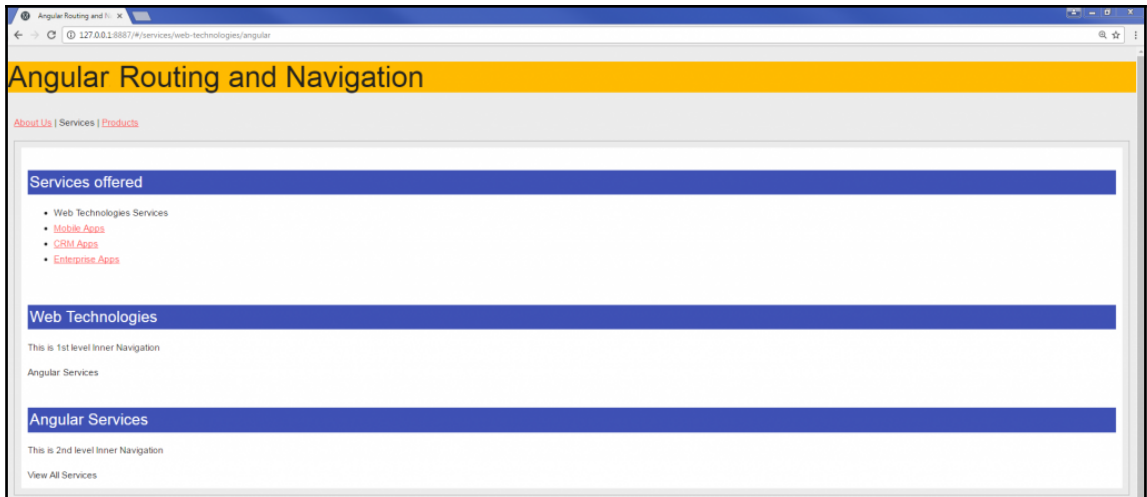 Angular Routing and N
127.0.0.1:8887/#/services/web-technologies/angular
Angular Routing and Navigation
About Us | Services | Products
Services offered
Web Technologies Services
Mobile Apps
CRM Apps
Enterprise Apps
Web Technologies
This is 1st level Inner Navigation
Angular Services
Angular Services
This is 2nd level Inner Navigation
View All Services